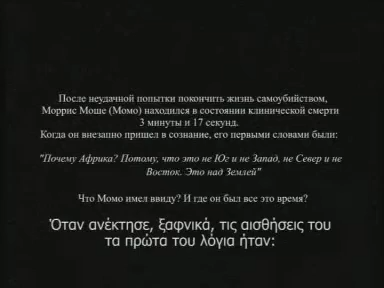 После неудачной попытки покончить жизнь самоубийством,
Моррис Моше (Момо) находился в состоянии клинической смерти
3 минуты и 17 секунд.
Когда он внезапно пришел в сознание, его первыми словами были:
"Почему Африка? Потому, что это не Юг и не Запад, не Север и не
Восток. Это над Землей"
Что Момо имел ввиду? И где он был все это время?
Όταν ανέκτησε, ξαφνικά, τις αισθήσεις του
τα πρώτα του λόγια ήταν: